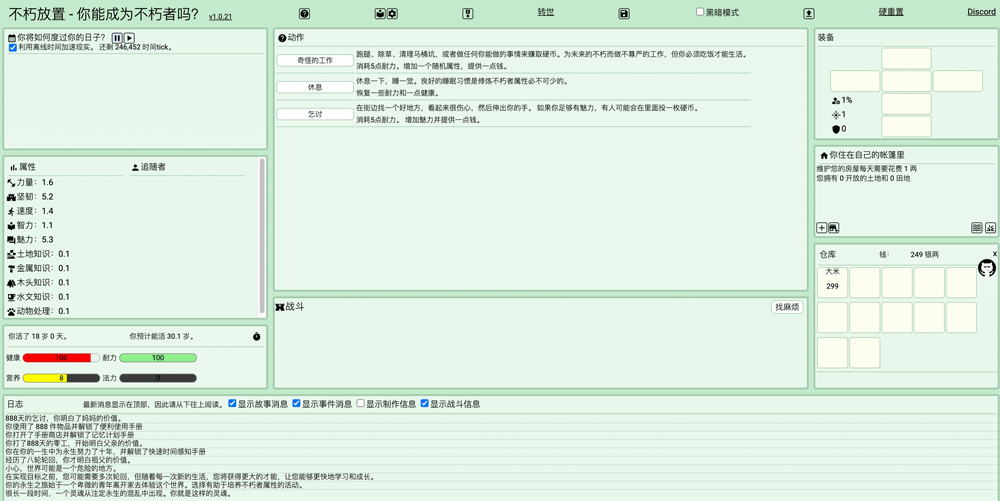 不朽放置 - 你能成为不朽者吗？ v1.0.21 转世 黑暗模式 硬重置 Discord
你将如何度过你的日子？
利用离线时间加速现实。 还剩 246,452 时间tick。
属性 追随者
力量： 1.6
坚韧： 5.2
速度： 1.4
智力： 1.1
魅力： 5.3
土地知识： 0.1
金属知识： 0.1
木头知识： 0.1
水文知识： 0.1
动物处理： 0.1
你活了 18 岁 0 天。 你预计能活 30.1 岁。
健康 100 耐力 100
营养 8 法力 0
动作
奇怪的工作
跑腿、除草、清理马桶坑，或者做任何你能做的事情来赚取硬币。为未来的不朽而做不尊严的工作，但你必须吃饭才能生活。
消耗5点耐力。增加一个随机属性，提供一点钱。
休息
休息一下，睡一觉。良好的睡眠习惯是修炼不朽者属性必不可少的。
恢复一些耐力和一点健康。
乞讨
在街边找一个好地方，看起来很伤心，然后伸出你的手。 如果你足够有魅力，有人可能会在里面投一枚硬币。
消耗5点耐力。 增加魅力并提供一点钱。
战斗 找麻烦
装备
1%
1
0
你住在自己的帐篷里
维护您的房屋每天需要花费 1 两
您拥有 0 开放的土地和 0 田地
仓库 钱： 249 银两 x
大米
299
日志 最新消息显示在顶部，因此请从下往上阅读。 显示故事消息 显示事件消息 显示制作信息 显示战斗信息
888天的乞讨，你明白了妈妈的价值。
你使用了 888 件物品并解锁了便利使用手册
你打开了手册商店并解锁了记忆计划手册
你打了888天的零工，开始明白父亲的价值。
你在你的一生中为永生努力了十年，并解锁了快速时间感知手册
经历了八轮轮回，你才明白祖父的价值。
小心，世界可能是一个危险的地方。
在实现目标之前，您可能需要多次轮回，但随着每一次新的生活，您将获得更大的才能，让您能够更快地学习和成长。
你的永生之旅始于一个卑微的青年离开家去体验这个世界。选择有助于培养不朽者属性的活动。
很长一段时间，一个灵魂从注定永生的混乱中出现。你就是这样的灵魂。